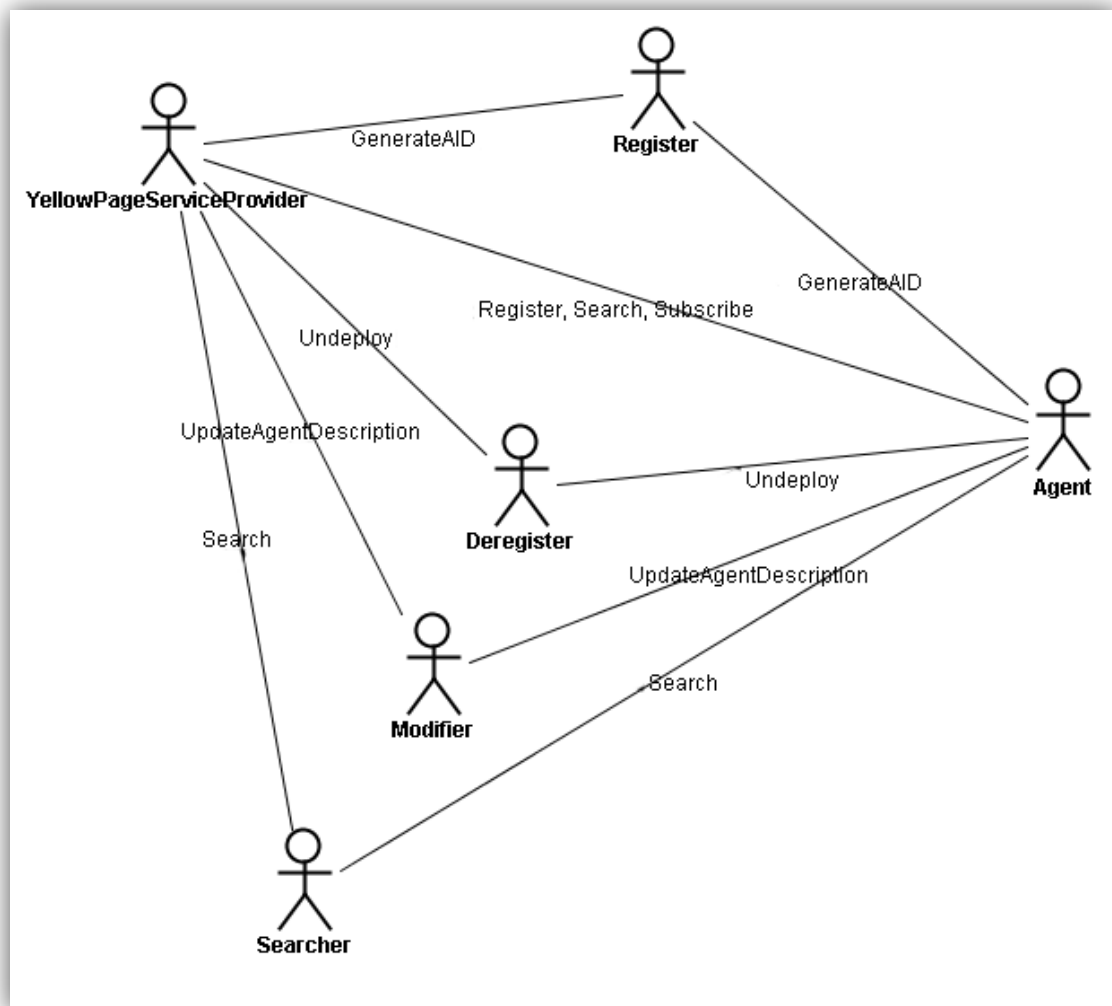 GenerateAID
Register
YellowPageServiceProvider
GenerateAID
Register, Search, Subscribe
Undeploy
UpdateAgentDescription
Undeploy
Agent
Search
Deregister
UpdateAgentDescription
Search
Modifier
Searcher